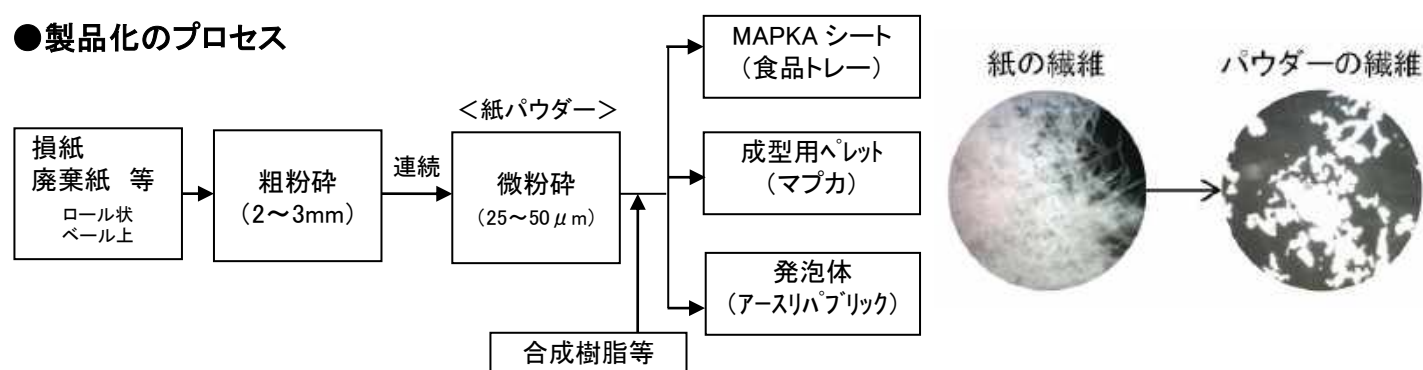 ●製品化のプロセス
損紙
廃棄紙 等
ロール状
ベール上
粗粉砕
(2～3mm)
連続
＜紙パウダー＞
微粉砕
(25～50μm)
合成樹脂等
MAPKA シート
(食品トレー)
成型用ﾍﾟﾚｯﾄ
(マプカ)
発泡体
(ｱｰｽﾘﾊﾟﾌﾞﾘｯｸ)
紙の繊維
パウダーの繊維